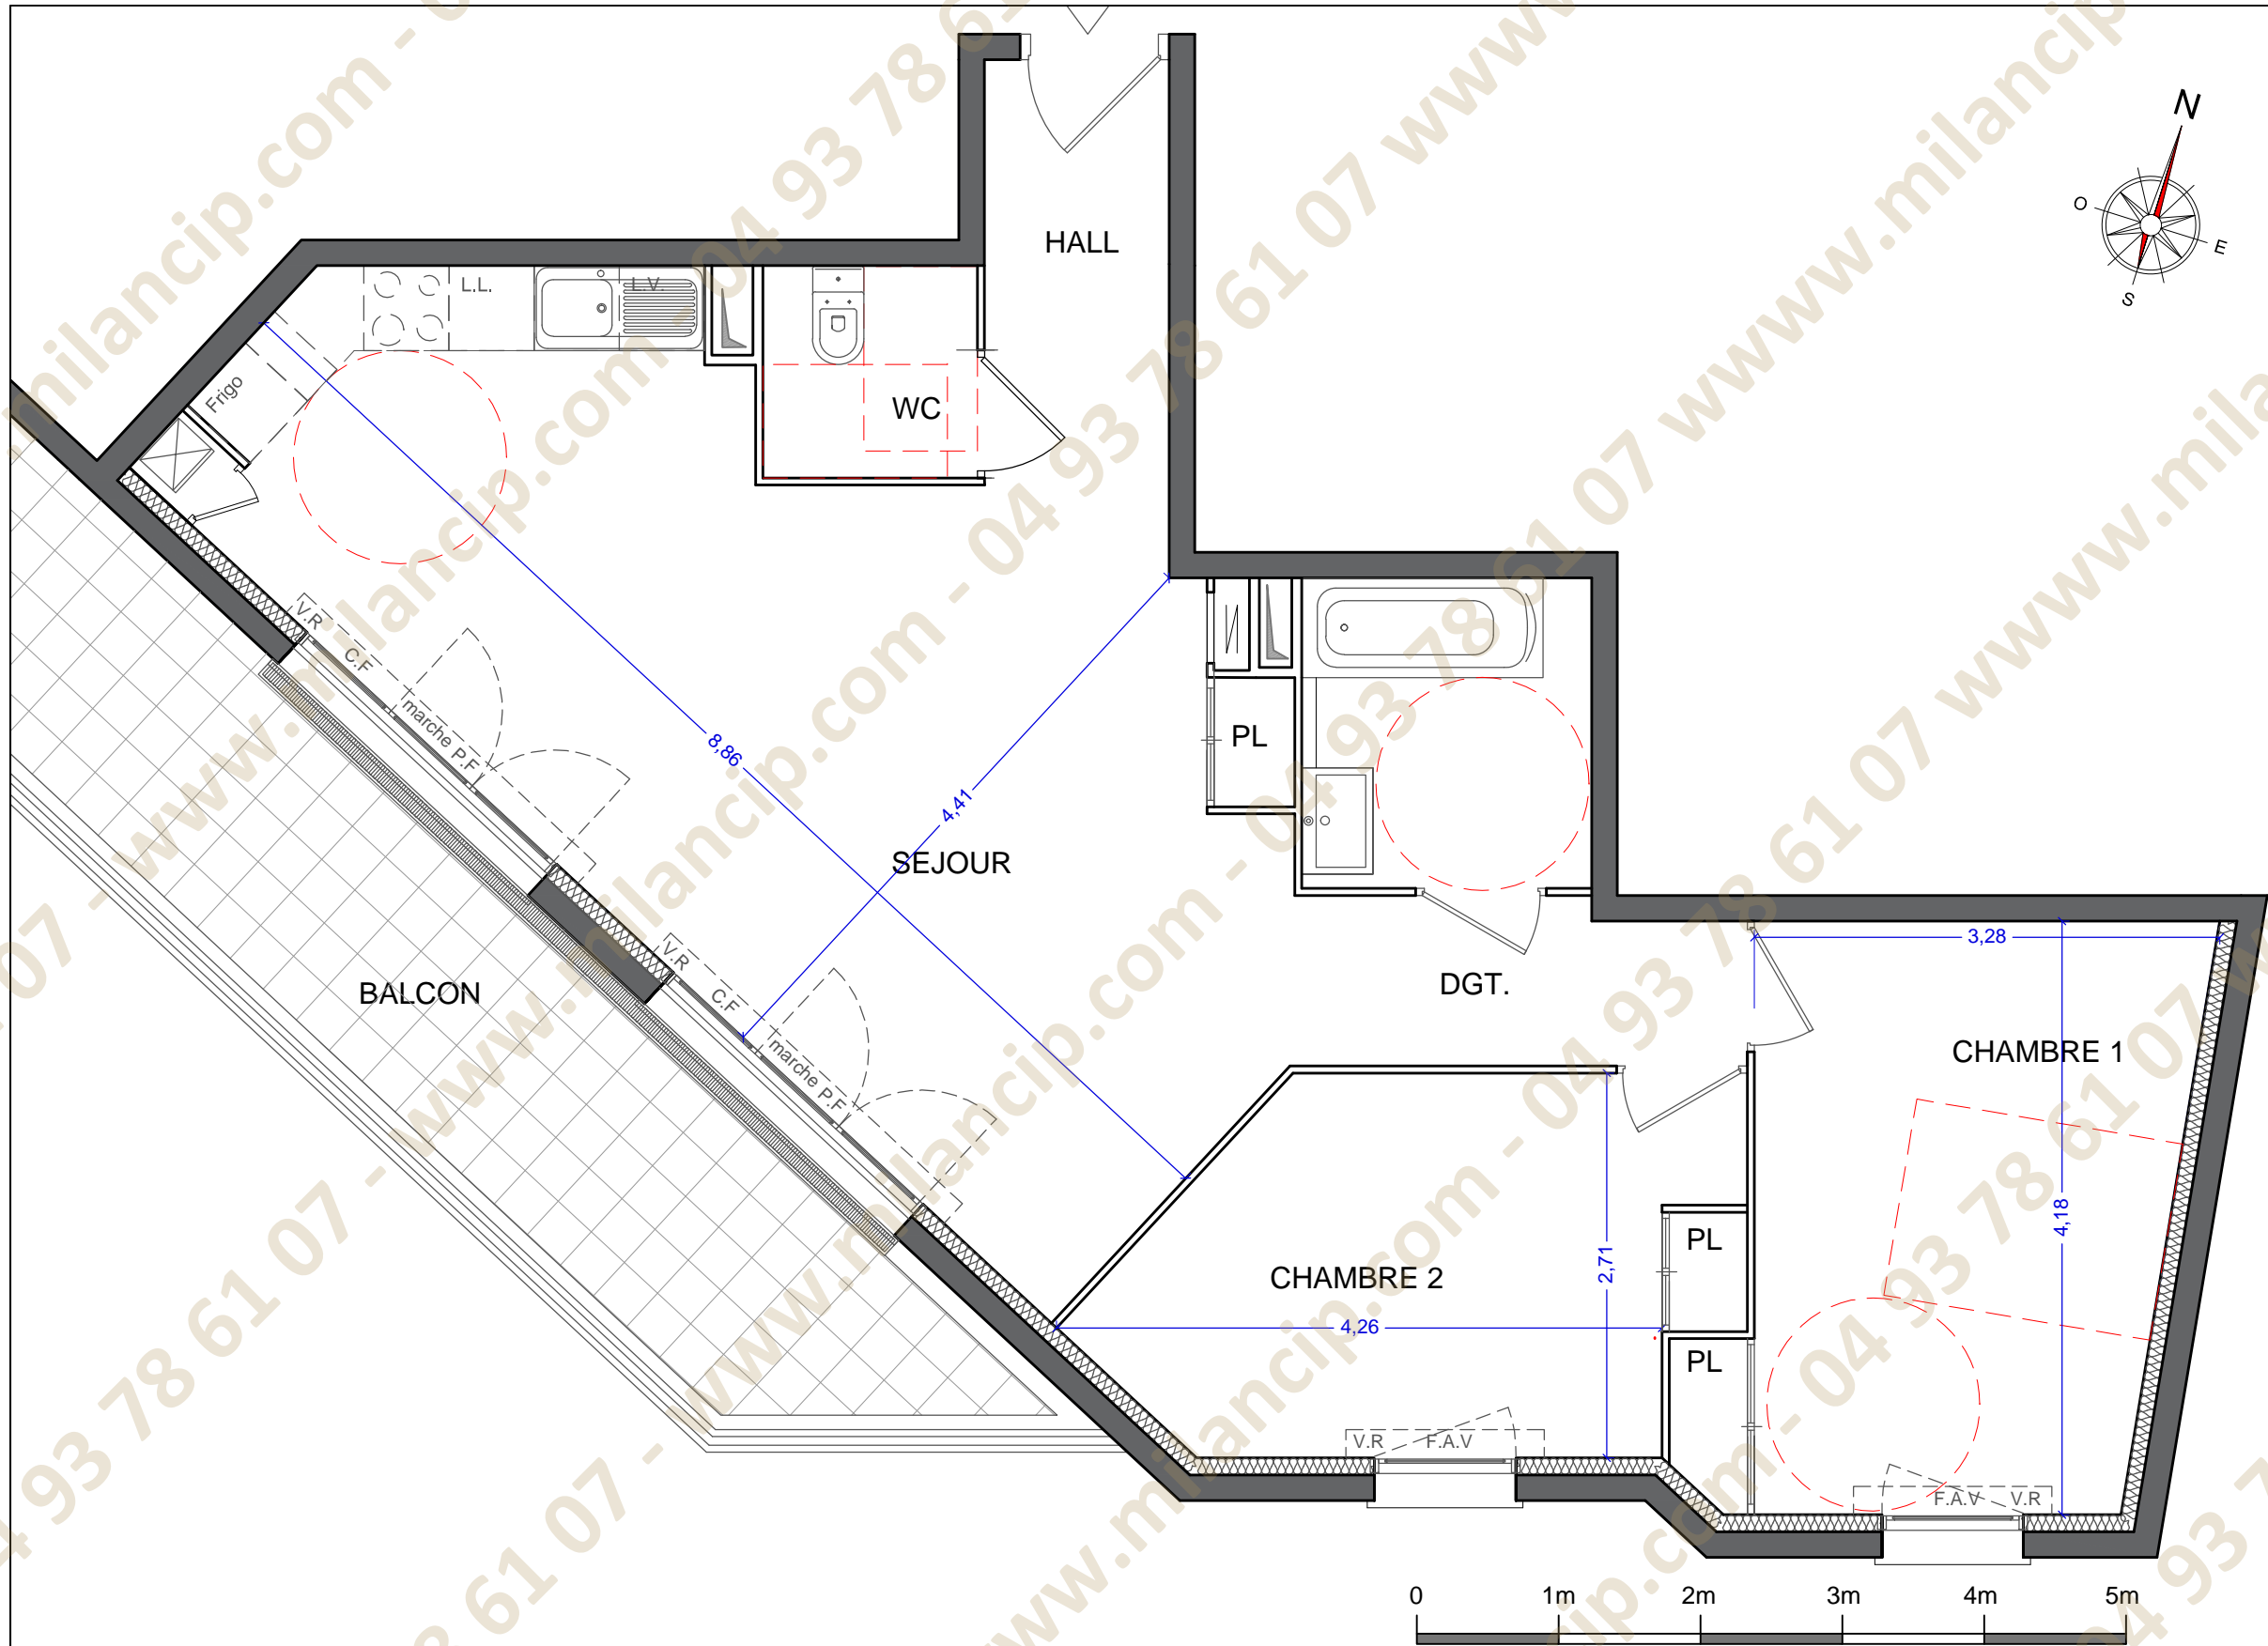 N
O
E
S
HALL
L.L.
L.V.
WC
Frigo
V.R
C.F
marche P.F
8,86
4,41
PL
SEJOUR
BALCON
V.R
C.F
marche P.F
DGT.
3,28
CHAMBRE 1
4,18
CHAMBRE 2
2,71
4,26
PL
PL
V.R F.A.V
F.A.V V.R
0 1m 2m 3m 4m 5m
www.milancip.com - 04 93 78 61 07